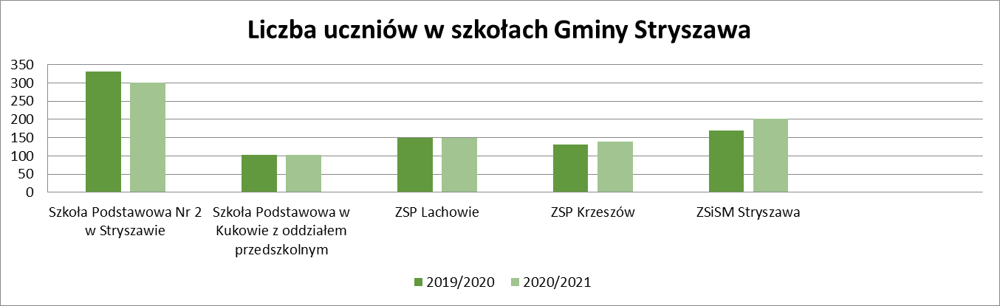 Liczba uczniów w szkołach Gminy Stryszawa
350
300
250
200
150
100
50
0
Szkoła Podstawowa Nr 2
w Stryszawie
Szkoła Podstawowa w
Kukowie z oddziałem
przedszkolnym
ZSP Lachowie
ZSP Krzeszów
ZSiSM Stryszawa
2019/2020
2020/2021